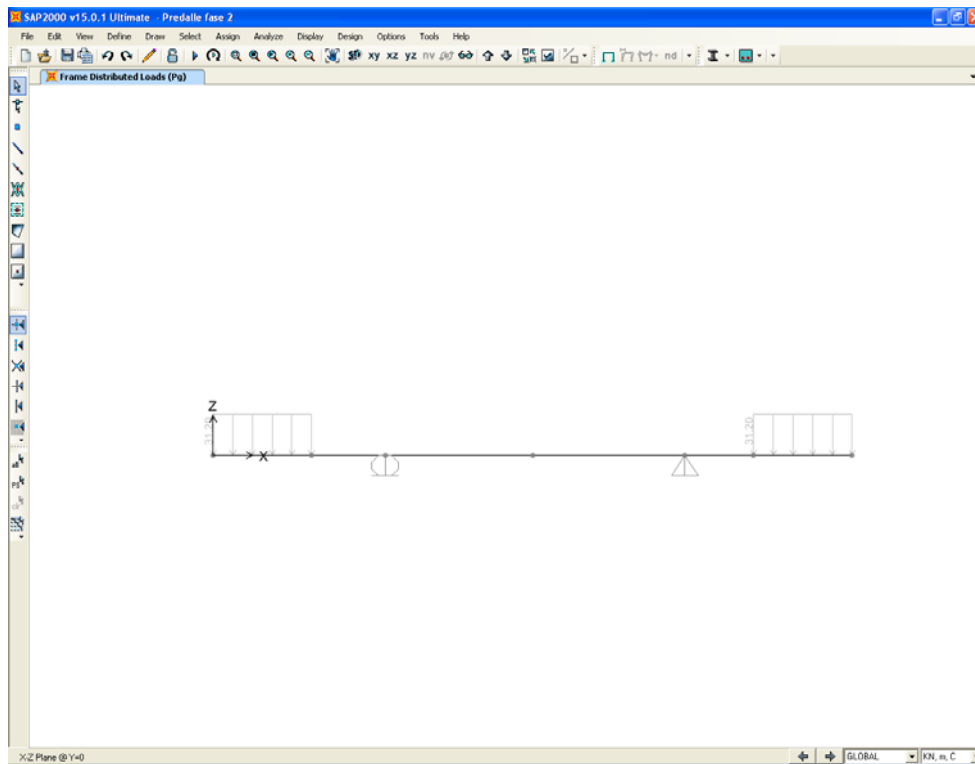 SAP2000 v15.0.1 Ultimate - Predalle fase 2
File Edit View Define Draw Select Assign Analyze Display Design Options Tools Help
xy xz yz nv nd
Frame Distributed Loads (Pg)
31.20
31.20
Z
X
X-Z Plane @ Y=0
GLOBAL
KN, m, C